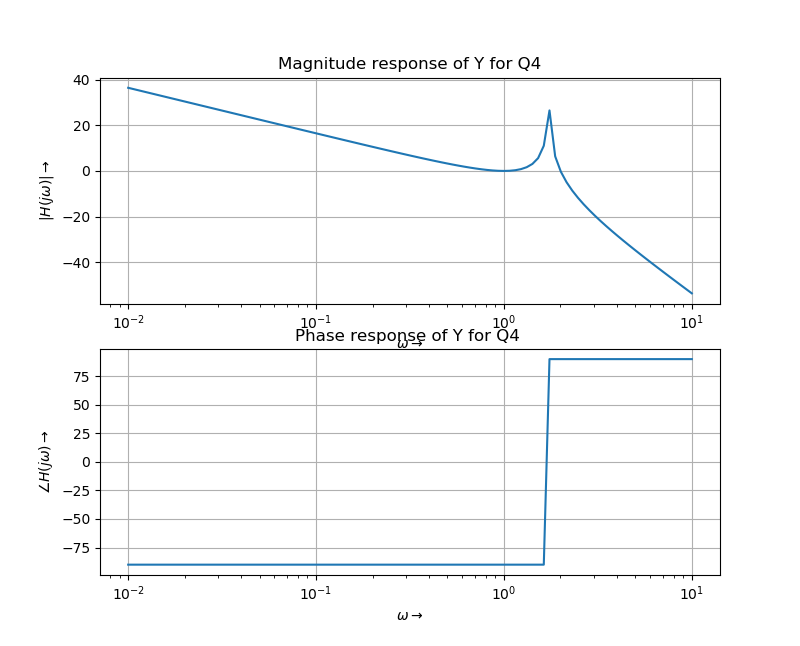 Magnitude response of Y for Q4
40
20
0
−20
−40
|H(jω)|→
10⁻² 10⁻¹ 10⁰ 10¹
ω→
Phase response of Y for Q4
75
50
25
0
−25
−50
−75
∠H(jω)→
10⁻² 10⁻¹ 10⁰ 10¹
ω→